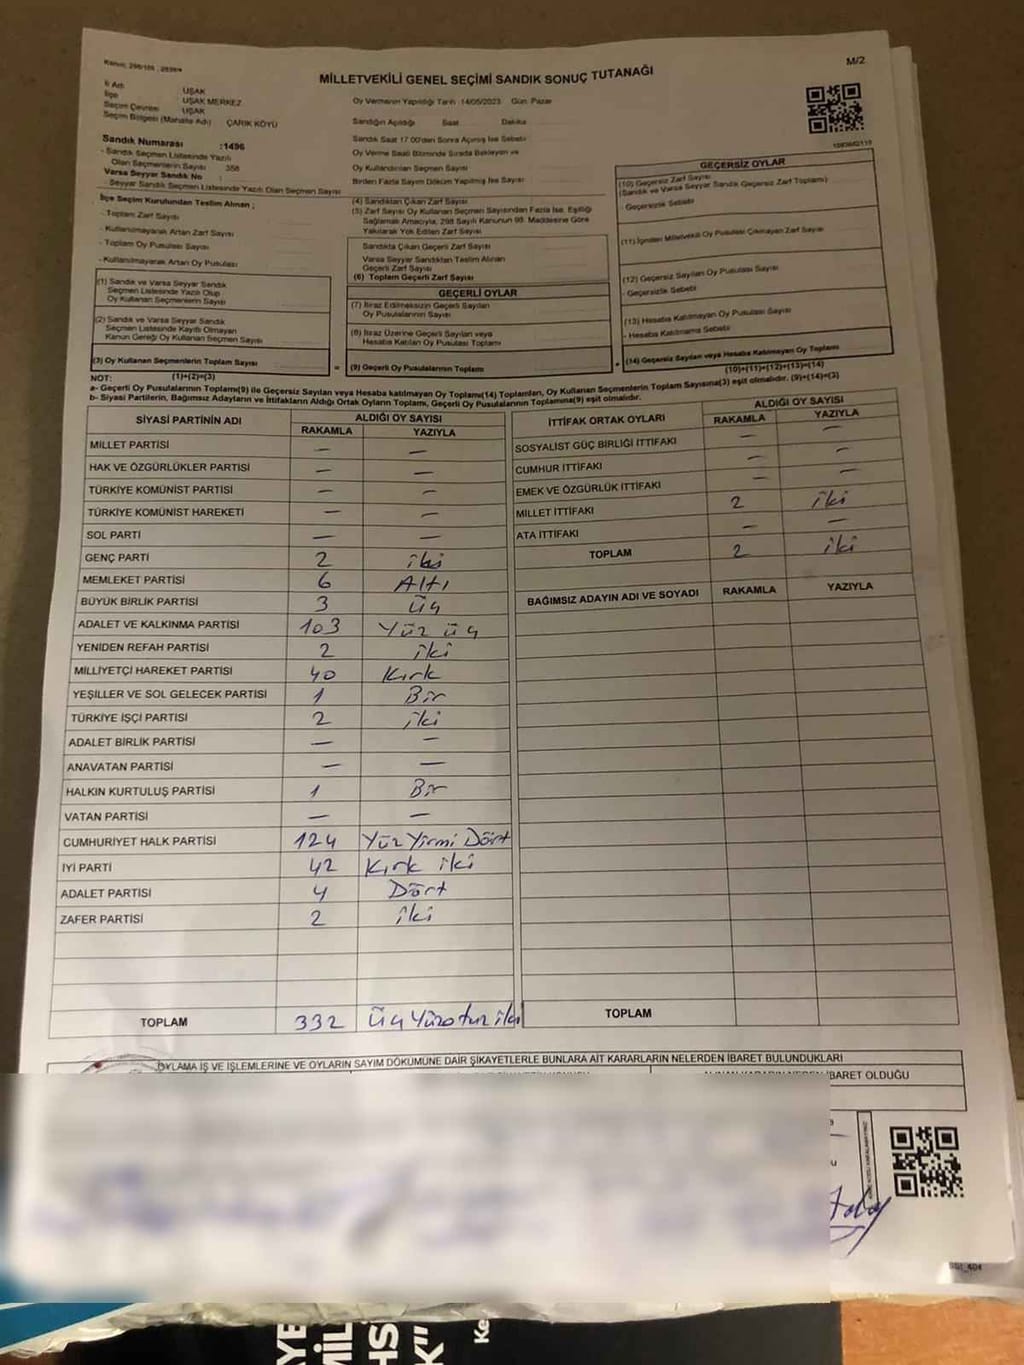 M/2
MİLLETVEKİLİ GENEL SEÇİMİ SANDIK SONUÇ TUTANAĞI
İl Adı UŞAK
İlçe UŞAK MERKEZ
Seçim Çevresi UŞAK
Seçim Bölgesi (Mahalle Adı) ÇARIK KÖYÜ
Oy Vermenin Yapıldığı Tarih :14/05/2023 Gün: Pazar
Sandığın Açıldığı Saat Dakika
Sandık Numarası :1496
- Sandık Seçmen Listesinde Yazılı
Olan Seçmenlerin Sayısı 358
Varsa Seyyar Sandık No :
- Seyyar Sandık Seçmen Listesinde Yazılı Olan Seçmen Sayısı
Sandık Saat 17.00'den Sonra Açılmış İse Sebebi
Oy Verme Saati Bitiminde Sırada Bekleyen ve
Oy Kullandırılan Seçmen Sayısı
Birden Fazla Sayım Döküm Yapılmış İse Sayısı
İlçe Seçim Kurulundan Teslim Alınan ;
- Toplam Zarf Sayısı
- Kullanılmayarak Artan Zarf Sayısı
- Toplam Oy Pusulası Sayısı
- Kullanılmayarak Artan Oy Pusulası
(1) Sandık ve Varsa Seyyar Sandık
Seçmen Listesinde Yazılı Olup
Oy Kullanan Seçmenlerin Sayısı
(2) Sandık ve Varsa Seyyar Sandık
Seçmen Listesinde Kayıtlı Olmayan
Kanun Gereği Oy Kullanan Seçmen Sayısı
(3) Oy Kullanan Seçmenlerin Toplam Sayısı
(1)+(2)=(3)
(4) Sandıktan Çıkan Zarf Sayısı
(5) Zarf Sayısı Oy Kullanan Seçmen Sayısından Fazla İse, Eşitliği
Sağlamak Amacıyla, 298 Sayılı Kanunun 98. Maddesine Göre
Yakılarak Yok Edilen Zarf Sayısı
Sandıkta Çıkan Geçerli Zarf Sayısı
Varsa Seyyar Sandıktan Teslim Alınan
Geçerli Zarf Sayısı
(6) Toplam Geçerli Zarf Sayısı
GEÇERLİ OYLAR
(7) İtiraz Edilmeksizin Geçerli Sayılan
Oy Pusulalarının Sayısı
(8) İtiraz Üzerine Geçerli Sayılan veya
Hesaba Katılan Oy Pusulası Toplamı
= (9) Geçerli Oy Pusulalarının Toplamı
GEÇERSİZ OYLAR
(10) Geçersiz Zarf Sayısı
(Sandık ve Varsa Seyyar Sandık Geçersiz Zarf Toplamı)
- Geçersizlik Sebebi
(11) İçinden Milletvekili Oy Pusulası Çıkmayan Zarf Sayısı
(12) Geçersiz Sayılan Oy Pusulası Sayısı
- Geçersizlik Sebebi
(13) Hesaba Katılmayan Oy Pusulası Sayısı
- Hesaba Katılmama Sebebi
+ (14) Geçersiz Sayılan veya Hesaba Katılmayan Oy Toplamı
(10)+(11)+(12)+(13)=(14)
NOT:
a- Geçerli Oy Pusulalarının Toplamı(9) ile Geçersiz Sayılan veya Hesaba katılmayan Oy Toplamı(14) Toplamları, Oy Kullanan Seçmenlerin Toplam Sayısına(3) eşit olmalıdır. (9)+(14)=(3)
b- Siyasi Partilerin, Bağımsız Adayların ve İttifakların Aldığı Ortak Oyların Toplamı, Geçerli Oy Pusulalarının Toplamına(9) eşit olmalıdır.
SİYASİ PARTİNİN ADI ALDIĞI OY SAYISI
RAKAMLA YAZIYLA
MİLLET PARTİSİ — —
HAK VE ÖZGÜRLÜKLER PARTİSİ — —
TÜRKİYE KOMÜNİST PARTİSİ — —
TÜRKİYE KOMÜNİST HAREKETİ — —
SOL PARTİ — —
GENÇ PARTİ 2 iki
MEMLEKET PARTİSİ 6 Altı
BÜYÜK BİRLİK PARTİSİ 3 üç
ADALET VE KALKINMA PARTİSİ 103 Yüz üç
YENİDEN REFAH PARTİSİ 2 iki
MİLLİYETÇİ HAREKET PARTİSİ 40 Kırk
YEŞİLLER VE SOL GELECEK PARTİSİ 1 Bir
TÜRKİYE İŞÇİ PARTİSİ 2 iki
ADALET BİRLİK PARTİSİ — —
ANAVATAN PARTİSİ — —
HALKIN KURTULUŞ PARTİSİ 1 Bir
VATAN PARTİSİ — —
CUMHURİYET HALK PARTİSİ 124 Yüz Yirmi Dört
İYİ PARTİ 42 Kırk iki
ADALET PARTİSİ 4 Dört
ZAFER PARTİSİ 2 iki
TOPLAM 332 üç Yüzotuz iki
İTTİFAK ORTAK OYLARI ALDIĞI OY SAYISI
RAKAMLA YAZIYLA
SOSYALİST GÜÇ BİRLİĞİ İTTİFAKI — —
CUMHUR İTTİFAKI — —
EMEK VE ÖZGÜRLÜK İTTİFAKI — —
MİLLET İTTİFAKI 2 iki
ATA İTTİFAKI — —
TOPLAM 2 iki
BAĞIMSIZ ADAYIN ADI VE SOYADI RAKAMLA YAZIYLA
TOPLAM
OYLAMA İŞ VE İŞLEMLERİNE VE OYLARIN SAYIM DÖKÜMÜNE DAİR ŞİKAYETLERLE BUNLARA AİT KARARLARIN NELERDEN İBARET BULUNDUKLARI
İBARET OLDUĞU